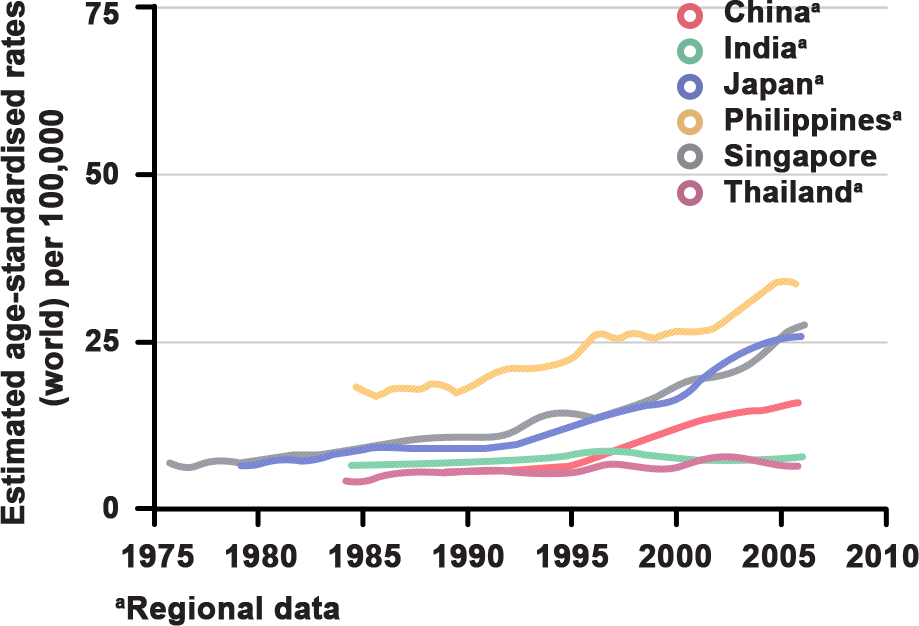 75
50
25
0
Estimated age-standardised rates
(world) per 100,000
Chinaª
Indiaª
Japanª
Philippinesª
Singapore
Thailandª
1975 1980 1985 1990 1995 2000 2005 2010
ªRegional data